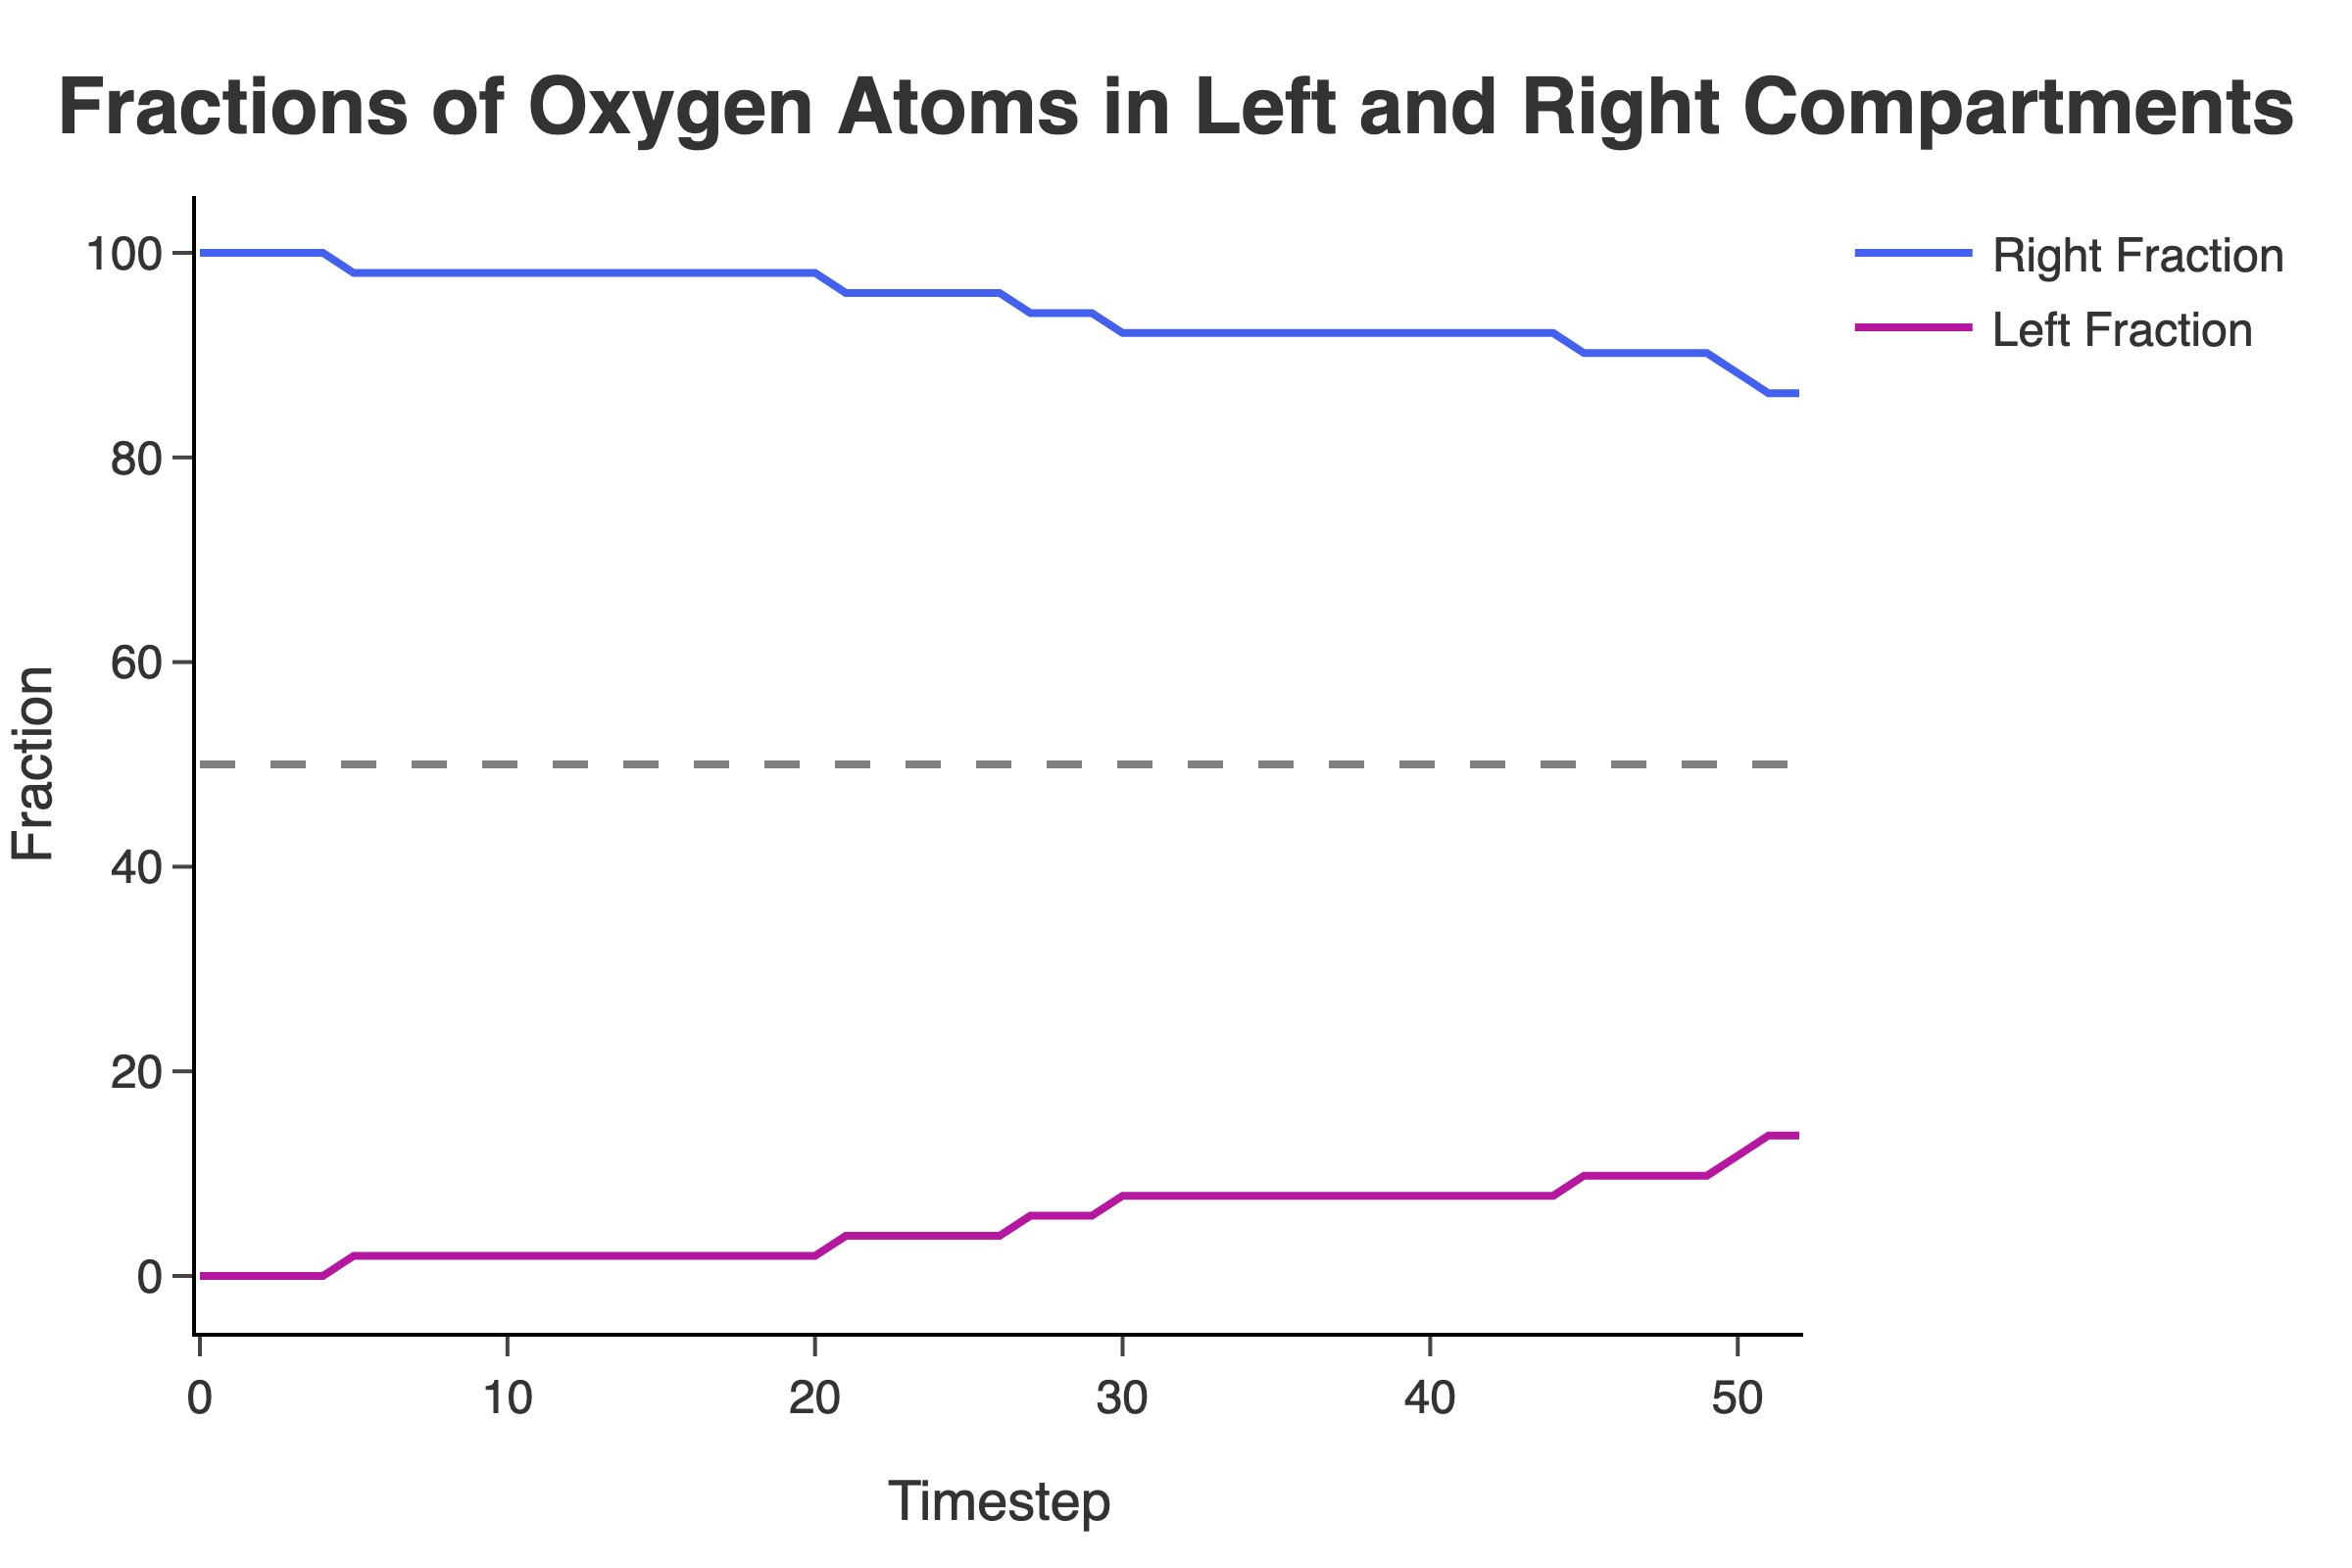 Fractions of Oxygen Atoms in Left and Right Compartments
Right Fraction
Left Fraction
100
80
60
40
20
0
Fraction
0 10 20 30 40 50
Timestep